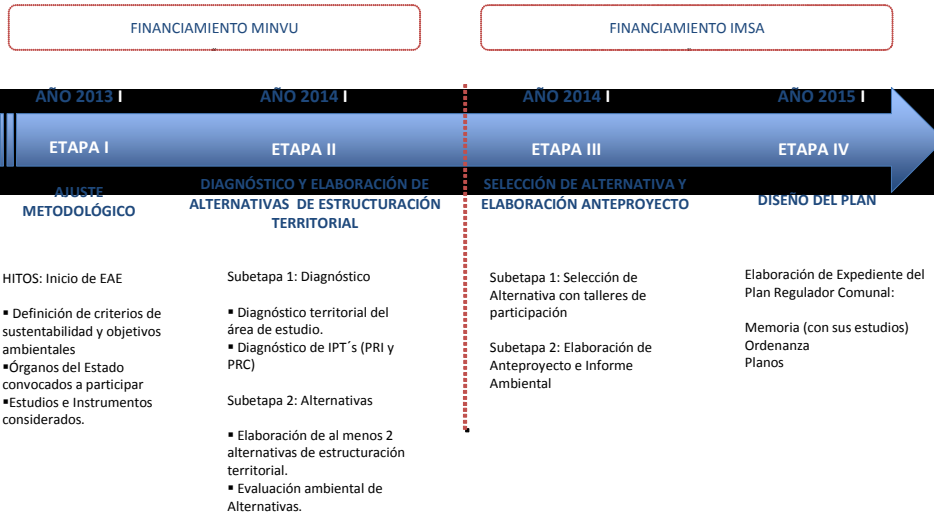 FINANCIAMIENTO MINVU
FINANCIAMIENTO IMSA
AÑO 2013 I
AÑO 2014 I
AÑO 2014 I
AÑO 2015 I
ETAPA I
ETAPA II
ETAPA III
ETAPA IV
AJUSTE
METODOLÓGICO
DIAGNÓSTICO Y ELABORACIÓN DE
ALTERNATIVAS DE ESTRUCTURACIÓN
TERRITORIAL
SELECCIÓN DE ALTERNATIVA Y
ELABORACIÓN ANTEPROYECTO
DISEÑO DEL PLAN
HITOS: Inicio de EAE
▪ Definición de criterios de
sustentabilidad y objetivos
ambientales
▪Órganos del Estado
convocados a participar
▪Estudios e Instrumentos
considerados.
Subetapa 1: Diagnóstico
▪ Diagnóstico territorial del
área de estudio.
▪ Diagnóstico de IPT´s (PRI y
PRC)
Subetapa 2: Alternativas
▪ Elaboración de al menos 2
alternativas de estructuración
territorial.
▪ Evaluación ambiental de
Alternativas.
Subetapa 1: Selección de
Alternativa con talleres de
participación
Subetapa 2: Elaboración de
Anteproyecto e Informe
Ambiental
Elaboración de Expediente del
Plan Regulador Comunal:
Memoria (con sus estudios)
Ordenanza
Planos